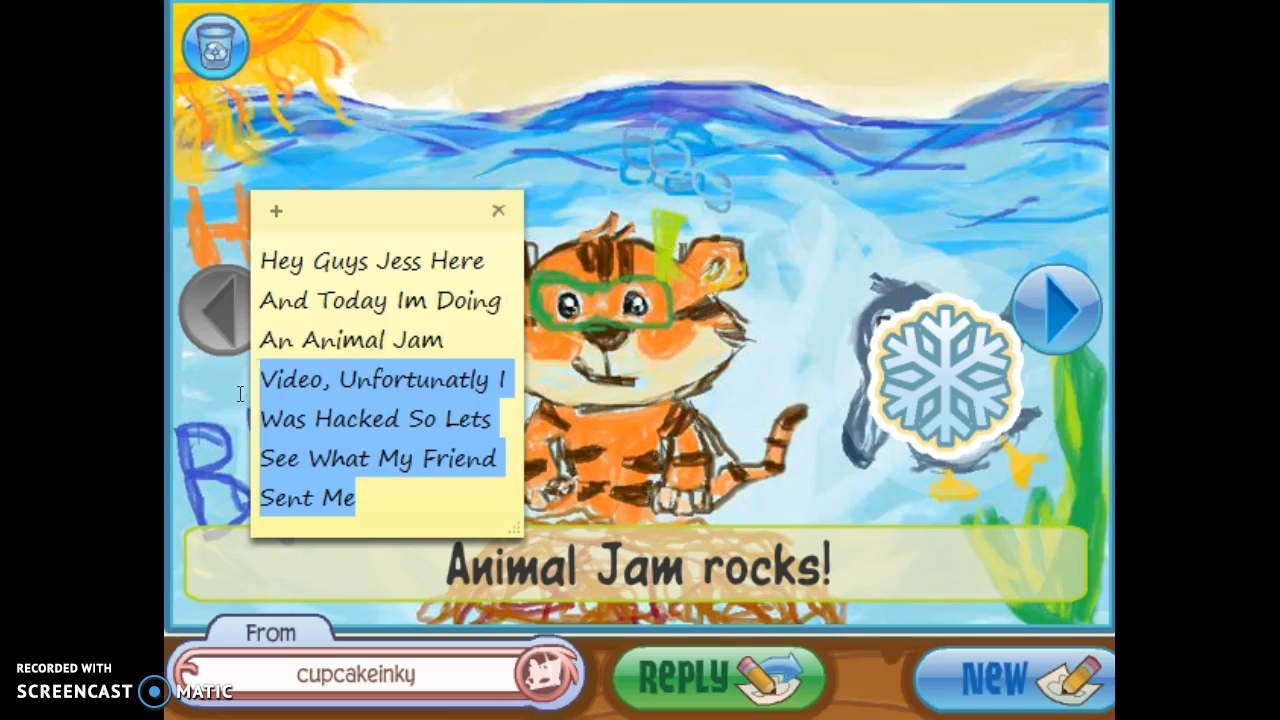 Hey Guys Jess Here
And Today Im Doing
An Animal Jam
Video, Unfortunatly I
Was Hacked So Lets
See What My Friend
Sent Me
Animal Jam rocks!
From
cupcakeinky
REPLY
NEW
RECORDED WITH
SCREENCAST MATIC